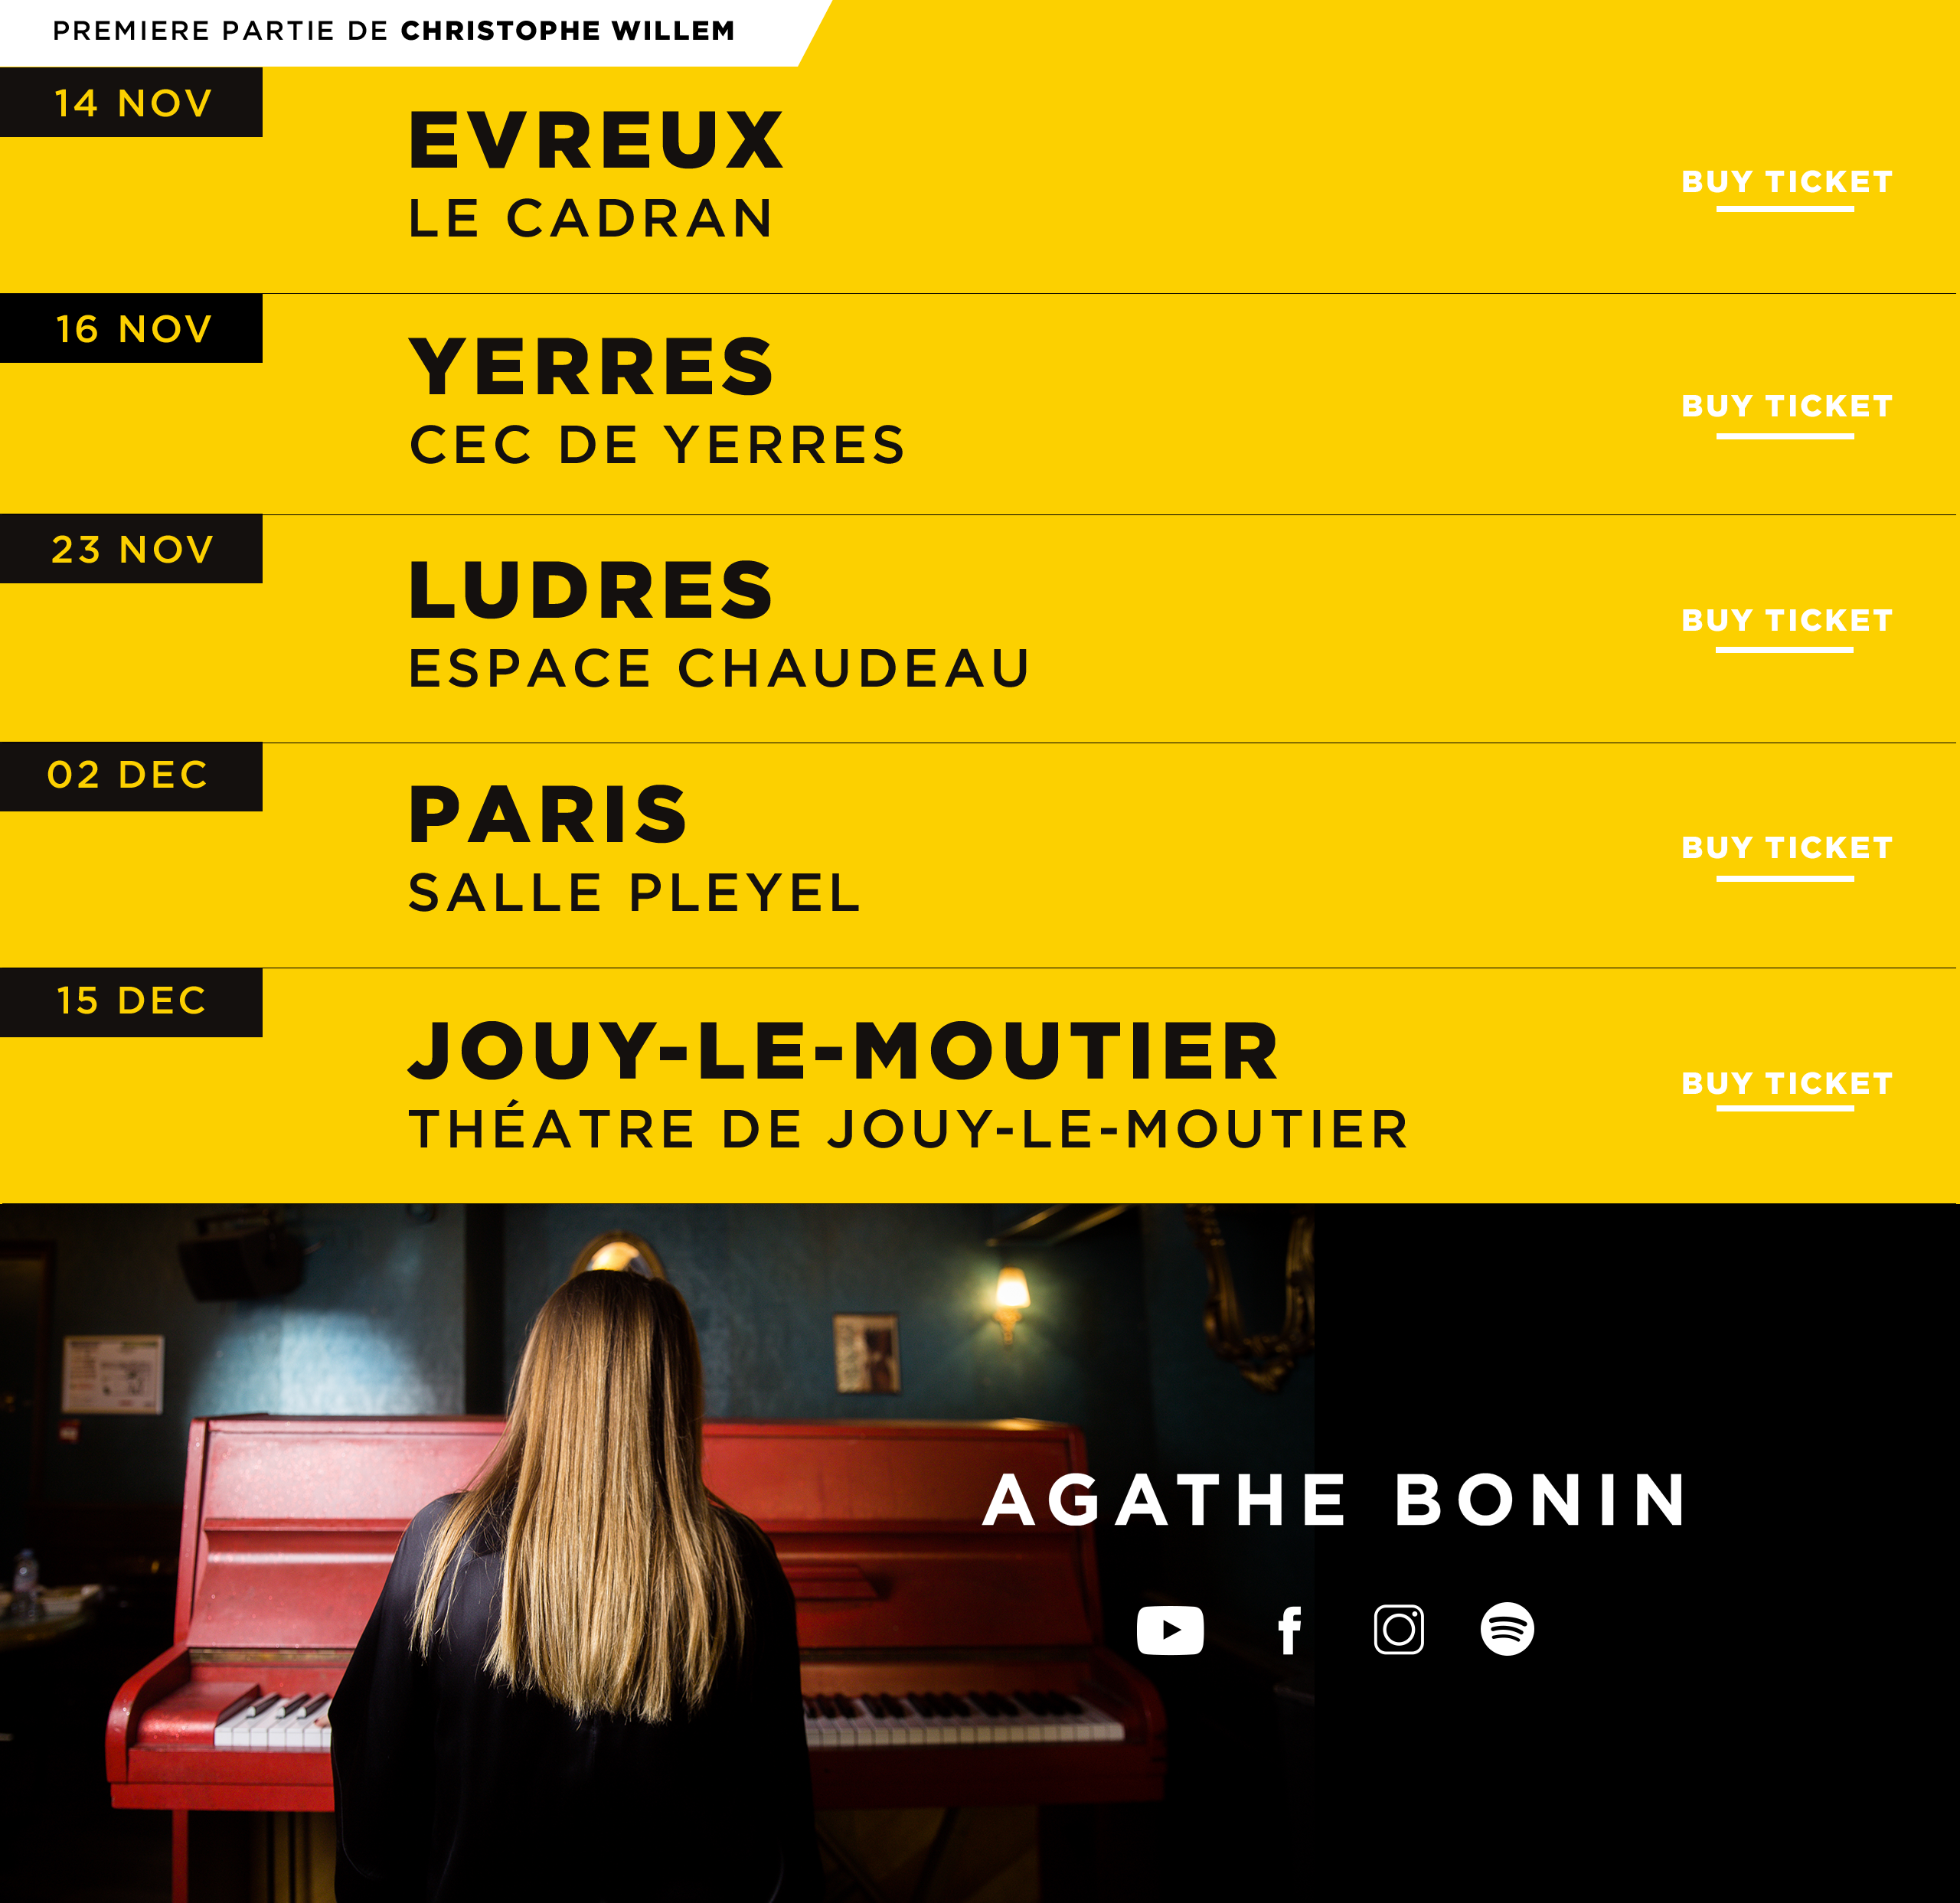 PREMIERE PARTIE DE CHRISTOPHE WILLEM
14 NOV
EVREUX
LE CADRAN
BUY TICKET
16 NOV
YERRES
CEC DE YERRES
BUY TICKET
23 NOV
LUDRES
ESPACE CHAUDEAU
BUY TICKET
02 DEC
PARIS
SALLE PLEYEL
BUY TICKET
15 DEC
JOUY-LE-MOUTIER
THÉATRE DE JOUY-LE-MOUTIER
BUY TICKET
AGATHE BONIN